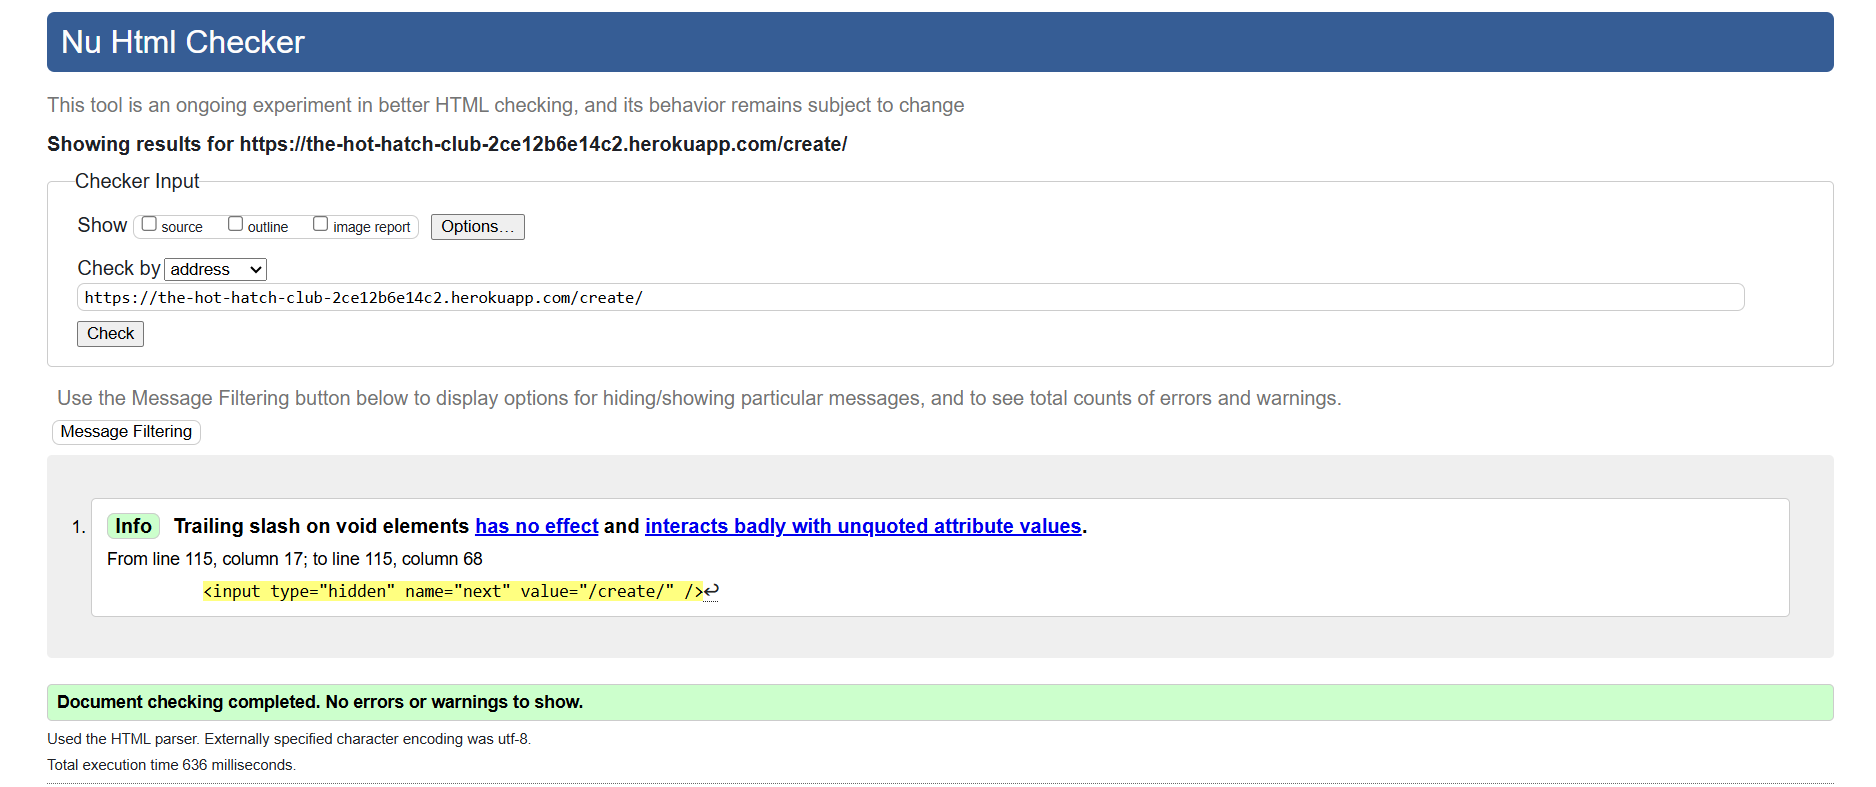 Nu Html Checker
This tool is an ongoing experiment in better HTML checking, and its behavior remains subject to change
Showing results for https://the-hot-hatch-club-2ce12b6e14c2.herokuapp.com/create/
Checker Input
Show source outline image report Options...
Check by address
https://the-hot-hatch-club-2ce12b6e14c2.herokuapp.com/create/
Check
Use the Message Filtering button below to display options for hiding/showing particular messages, and to see total counts of errors and warnings.
Message Filtering
1. Info Trailing slash on void elements has no effect and interacts badly with unquoted attribute values.
From line 115, column 17; to line 115, column 68
<input type="hidden" name="next" value="/create/" />↩
Document checking completed. No errors or warnings to show.
Used the HTML parser. Externally specified character encoding was utf-8.
Total execution time 636 milliseconds.